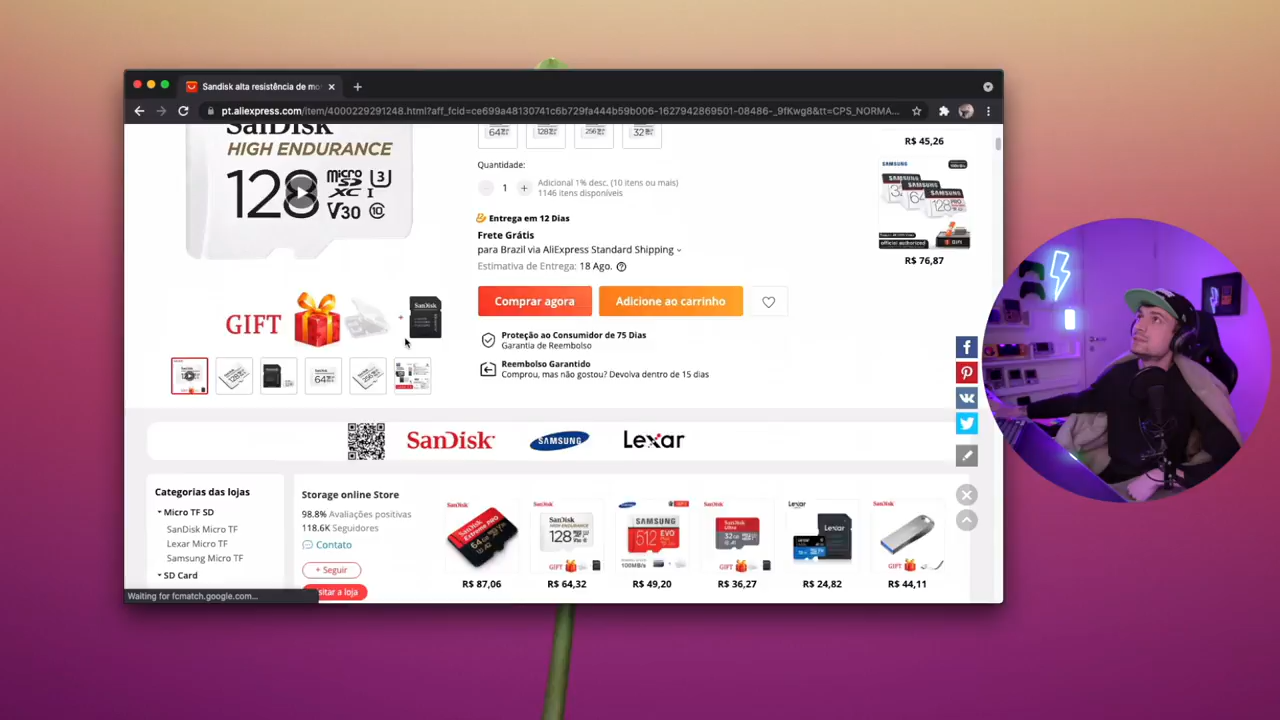 Sandisk alta resistência de mo
pt.aliexpress.com/item/4000229291248.html?aff_fcid=ce699a48130741c6b729fa444b59b006-1627942869501-08486-_9fKwg8&tt=CPS_NORMA...
SanDisk
HIGH ENDURANCE
128
micro
SD
XC I
U3
V30
10
GIFT
SanDisk
64
128
256
32
Quantidade:
1
Adicional 1% desc. (10 itens ou mais)
1146 itens disponíveis
Entrega em 12 Dias
Frete Grátis
para Brazil via AliExpress Standard Shipping
Estimativa de Entrega: 18 Ago.
Comprar agora
Adicione ao carrinho
Proteção ao Consumidor de 75 Dias
Garantia de Reembolso
Reembolso Garantido
Comprou, mas não gostou? Devolva dentro de 15 dias
R$ 45,26
SAMSUNG
official authorized
GIFT
R$ 76,87
SanDisk
SAMSUNG
Lexar
Categorias das lojas
Micro TF SD
SanDisk Micro TF
Lexar Micro TF
Samsung Micro TF
SD Card
Storage online Store
98.8% Avaliações positivas
118.6K Seguidores
Contato
+ Seguir
sitar a loja
R$ 87,06
R$ 64,32
R$ 49,20
R$ 36,27
R$ 24,82
R$ 44,11
Waiting for fcmatch.google.com...